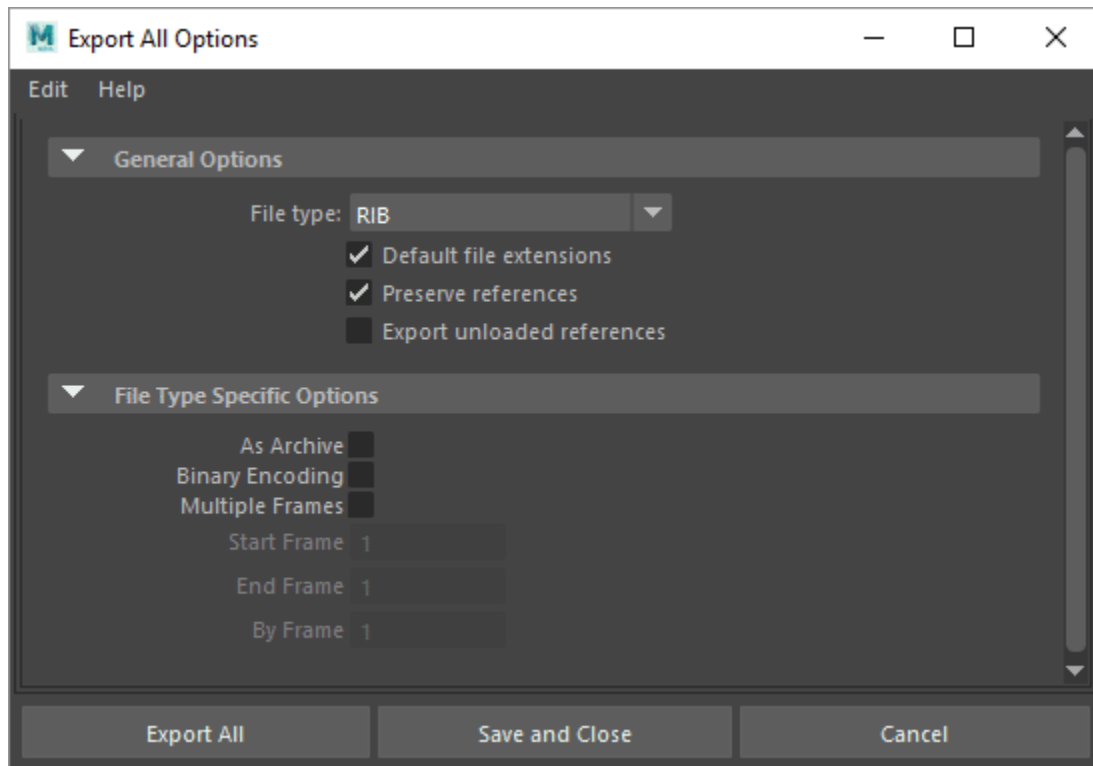 Export All Options
Edit Help
General Options
File type: RIB
Default file extensions
Preserve references
Export unloaded references
File Type Specific Options
As Archive
Binary Encoding
Multiple Frames
Start Frame 1
End Frame 1
By Frame 1
Export All Save and Close Cancel